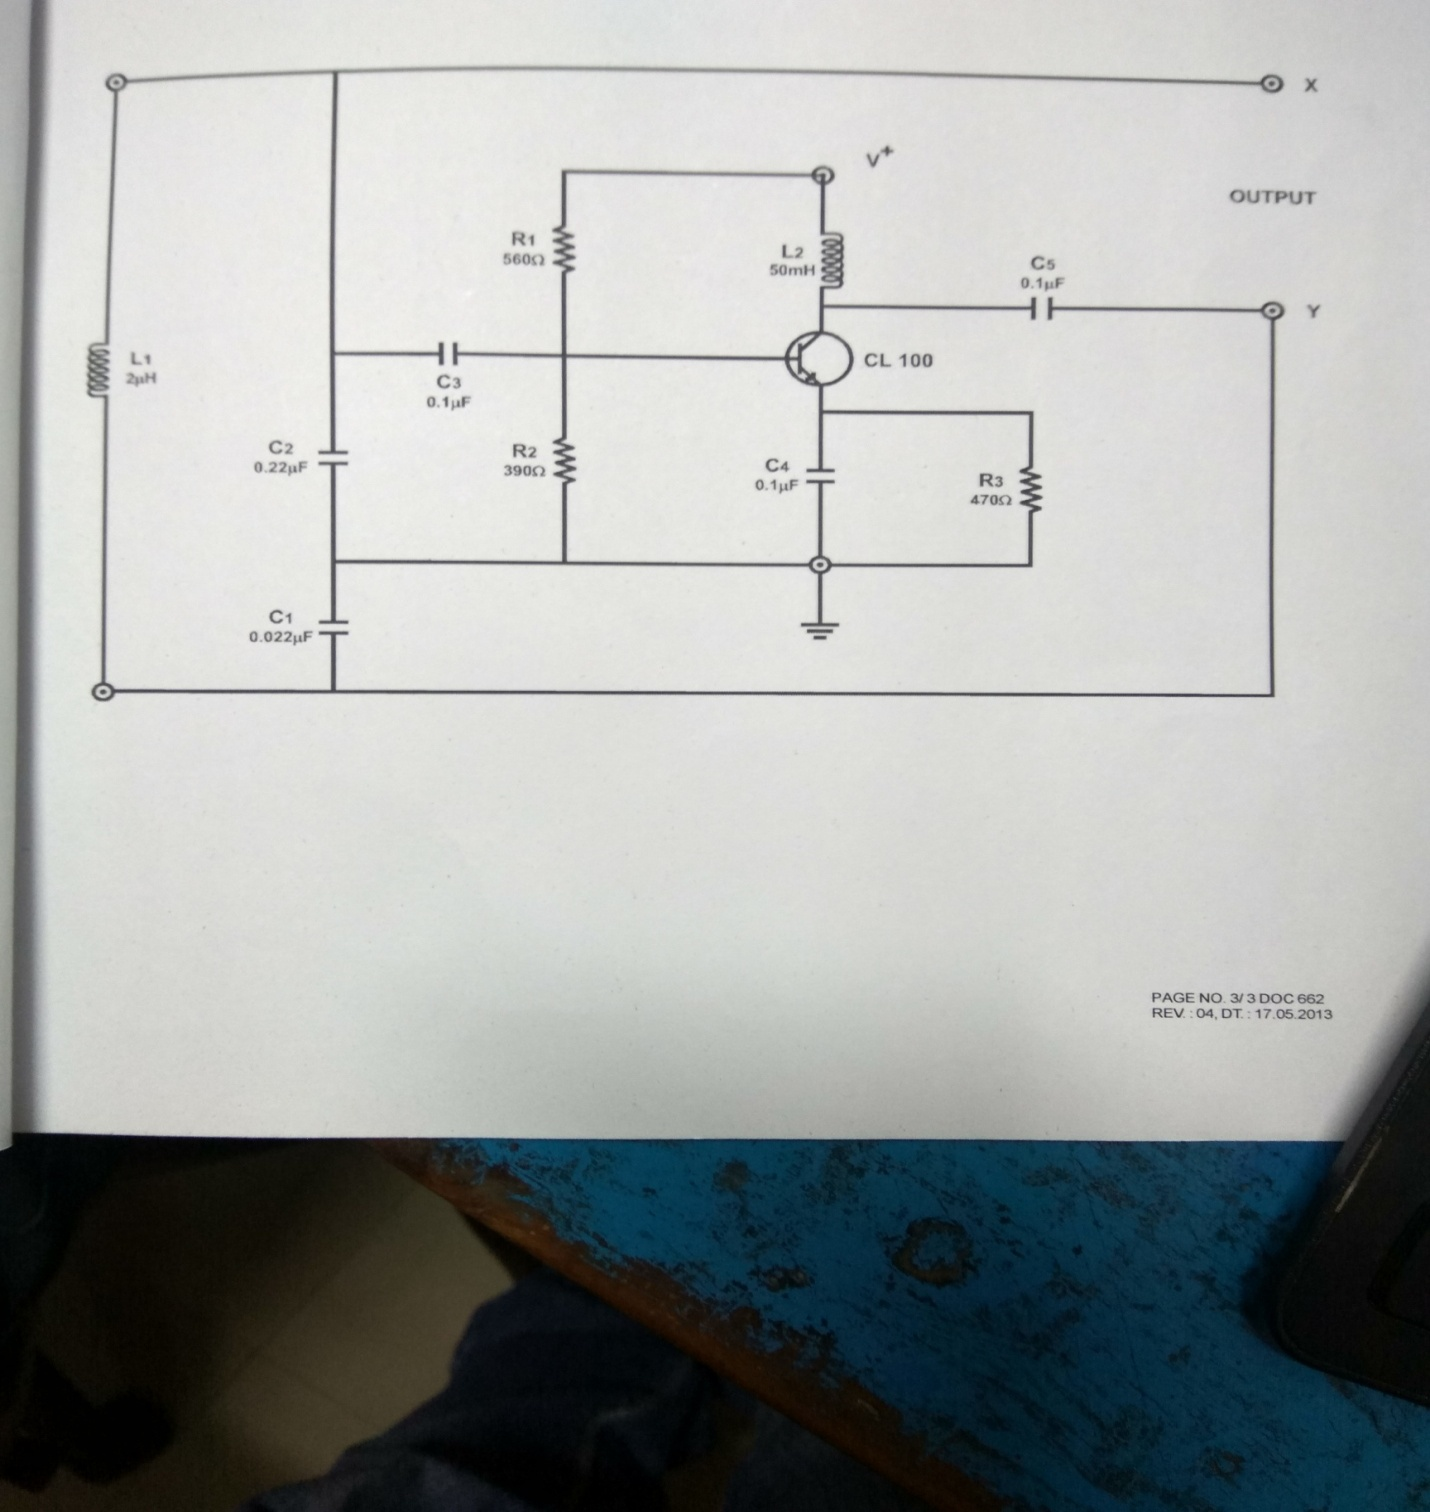 X
V+
OUTPUT
R1
560Ω
L2
50mH
C5
0.1µF
Y
L1
2µH
C3
0.1µF
CL 100
C2
0.22µF
R2
390Ω
C4
0.1µF
R3
470Ω
C1
0.022µF
PAGE NO. 3/ 3 DOC 662
REV. : 04, DT. : 17.05.2013